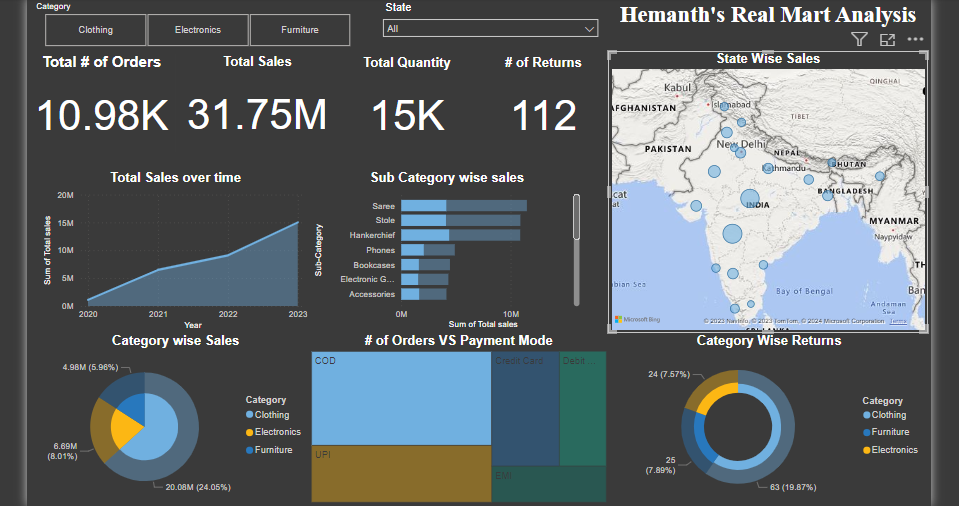 Category
Clothing
Electronics
Furniture
State
All
Hemanth's Real Mart Analysis
Total # of Orders
10.98K
Total Sales
31.75M
Total Quantity
15K
# of Returns
112
State Wise Sales
Kabul
QINGHAI
AFGHANISTAN
Islamabad
TIBET
New Delhi
PAKISTAN
NEPAL
Kathmandu
BHUTAN
BANGLADESH
INDIA
MYANMAR
Naypyidaw
Bay of Bengal
Andaman
Sea
Microsoft Bing
© 2023 TomTom, © 2024 Microsoft Corporation
Terms
Total Sales over time
Sum of Total sales
20M
15M
10M
5M
0M
2020
2021
2022
2023
Year
Sub Category wise sales
Sub-Category
Saree
Stole
Hankerchief
Phones
Bookcases
Electronic G...
Accessories
0M
10M
Sum of Total sales
Category wise Sales
4.98M (5.96%)
6.69M
(8.01%)
20.08M (24.05%)
Category
Clothing
Electronics
Furniture
# of Orders VS Payment Mode
COD
Credit Card
Debit...
UPI
EMI
Category Wise Returns
24 (7.57%)
25
(7.89%)
63 (19.87%)
Category
Clothing
Furniture
Electronics